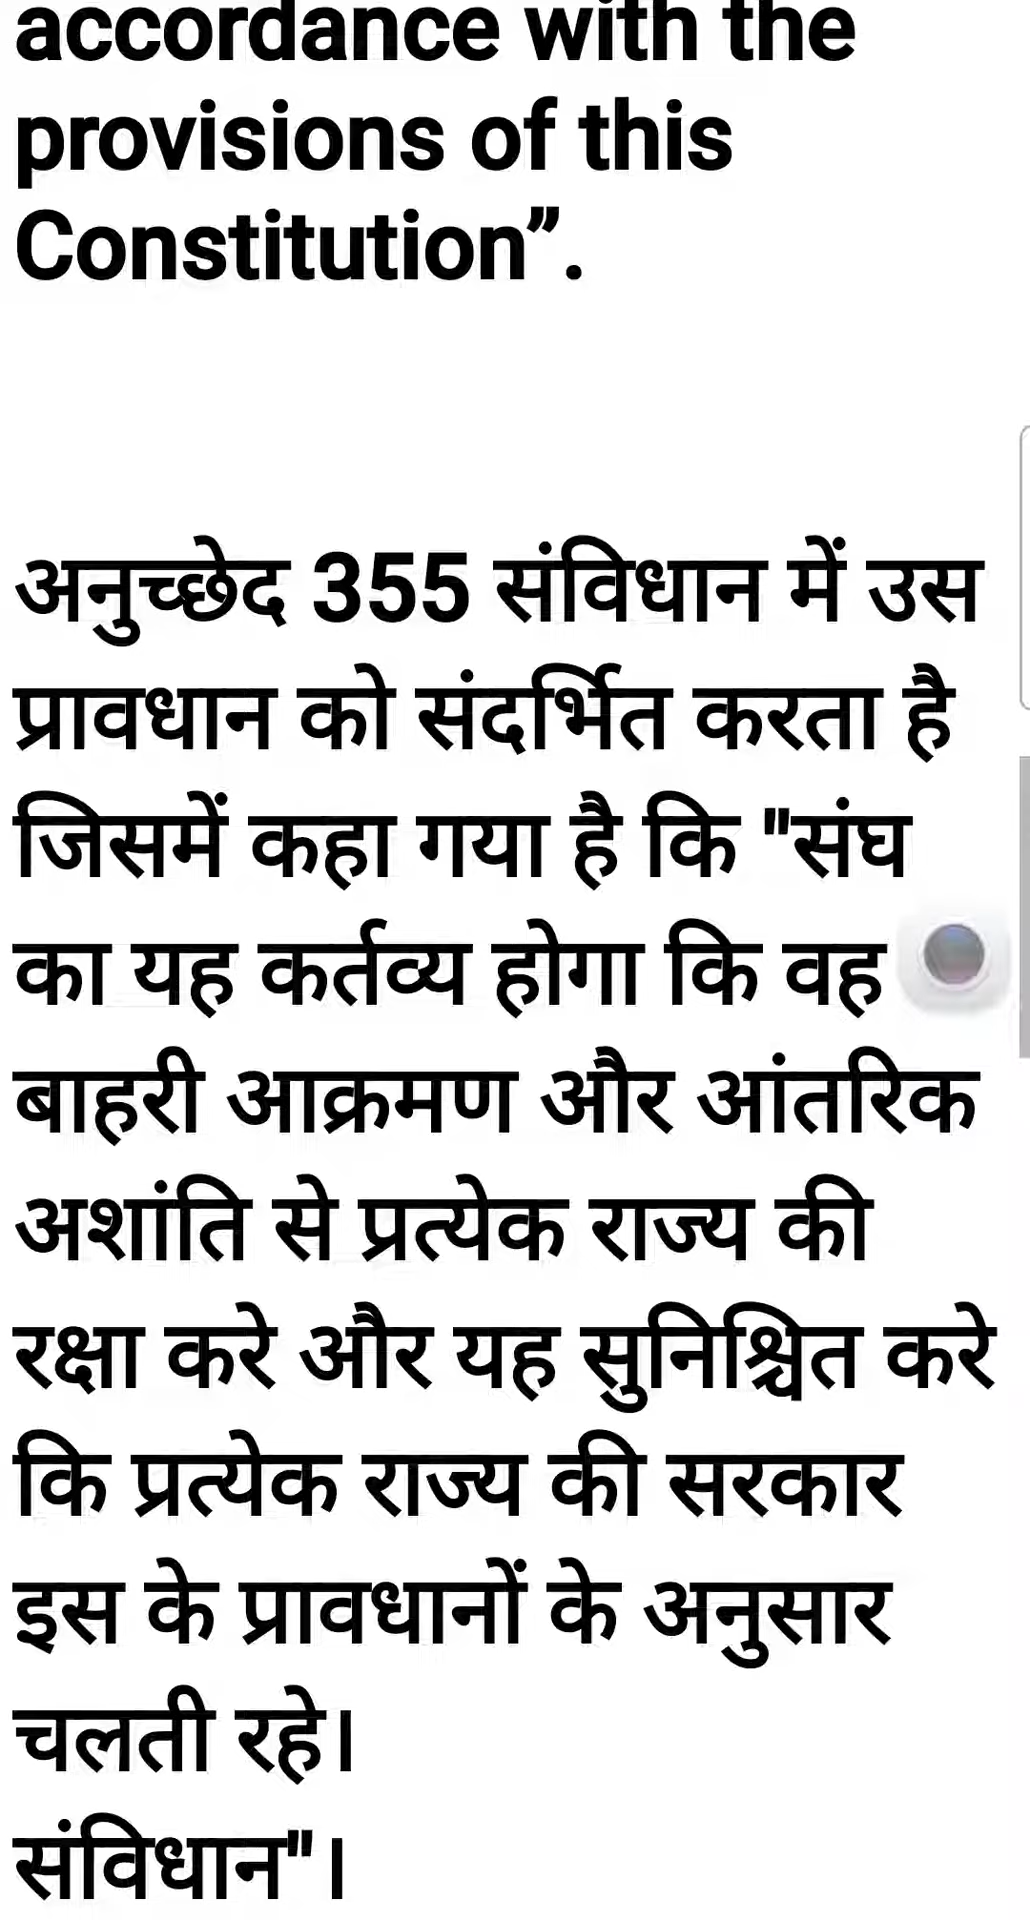 accordance with the
provisions of this
Constitution”.
अनुच्छेद 355 संविधान में उस
प्रावधान को संदर्भित करता है
जिसमें कहा गया है कि "संघ
का यह कर्तव्य होगा कि वह
बाहरी आक्रमण और आंतरिक
अशांति से प्रत्येक राज्य की
रक्षा करे और यह सुनिश्चित करे
कि प्रत्येक राज्य की सरकार
इस के प्रावधानों के अनुसार
चलती रहे।
संविधान"।